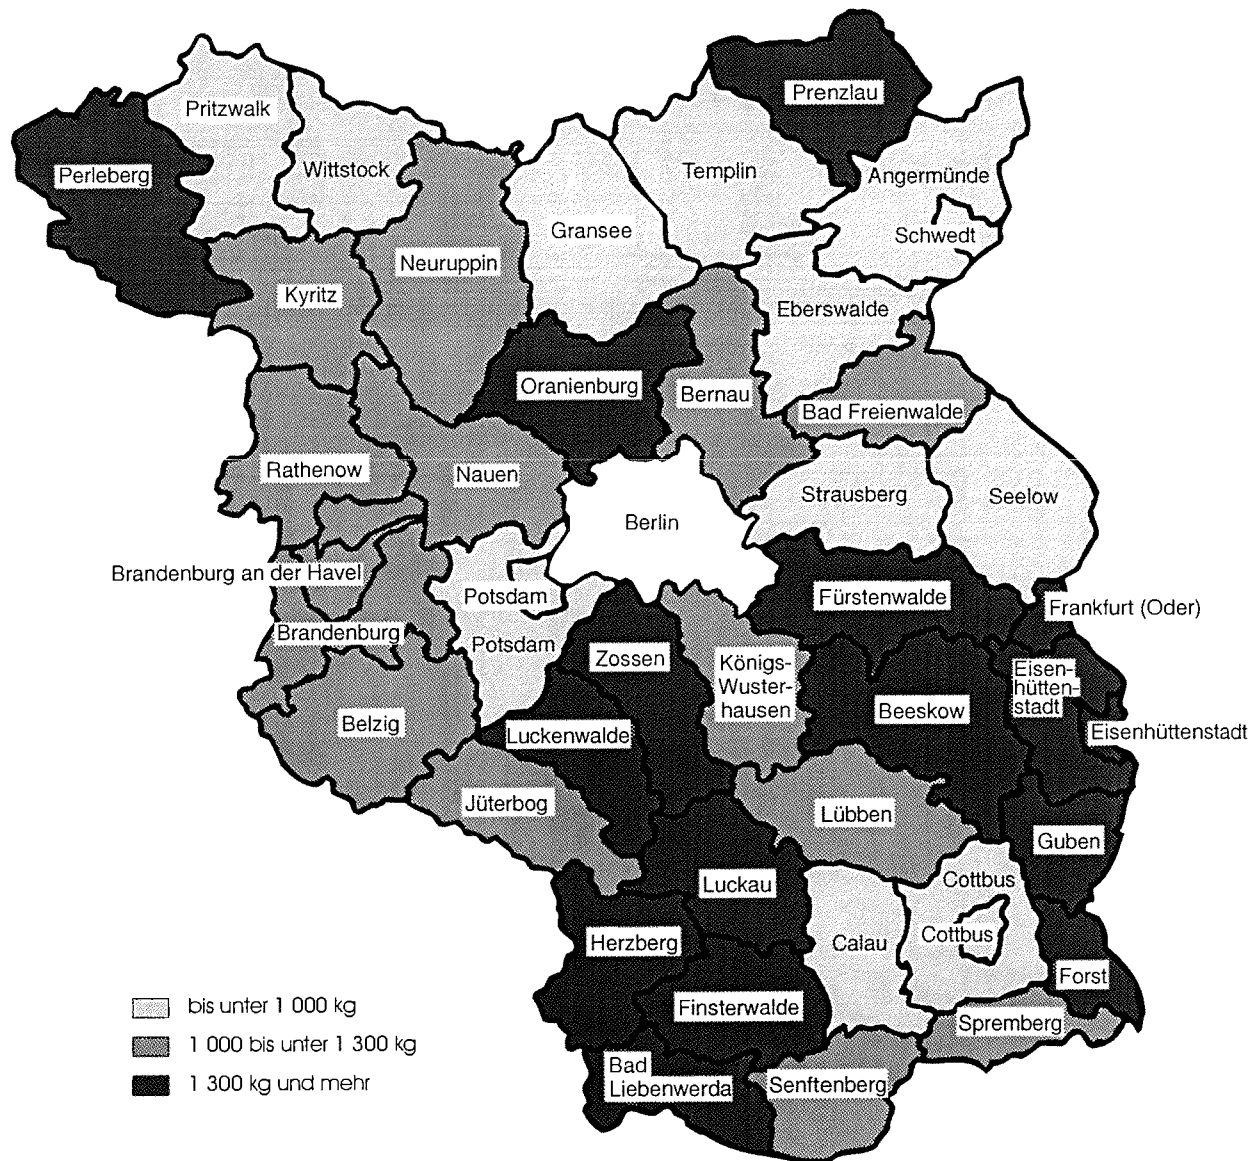 Prenzlau
Pritzwalk
Perleberg
Wittstock
Templin
Angermünde
Gransee
Schwedt
Neuruppin
Kyritz
Eberswalde
Oranienburg
Bernau
Bad Freienwalde
Rathenow
Nauen
Strausberg
Seelow
Berlin
Brandenburg an der Havel
Potsdam
Fürstenwalde
Frankfurt (Oder)
Brandenburg
Potsdam
Zossen
Königs-
Wuster-
hausen
Eisen-
hütten-
stadt
Beeskow
Belzig
Luckenwalde
Eisenhüttenstadt
Jüterbog
Lübben
Guben
Luckau
Cottbus
Cottbus
Herzberg
Calau
Forst
Finsterwalde
Spremberg
Bad
Liebenwerda
Senftenberg
bis unter 1 000 kg
1 000 bis unter 1 300 kg
1 300 kg und mehr